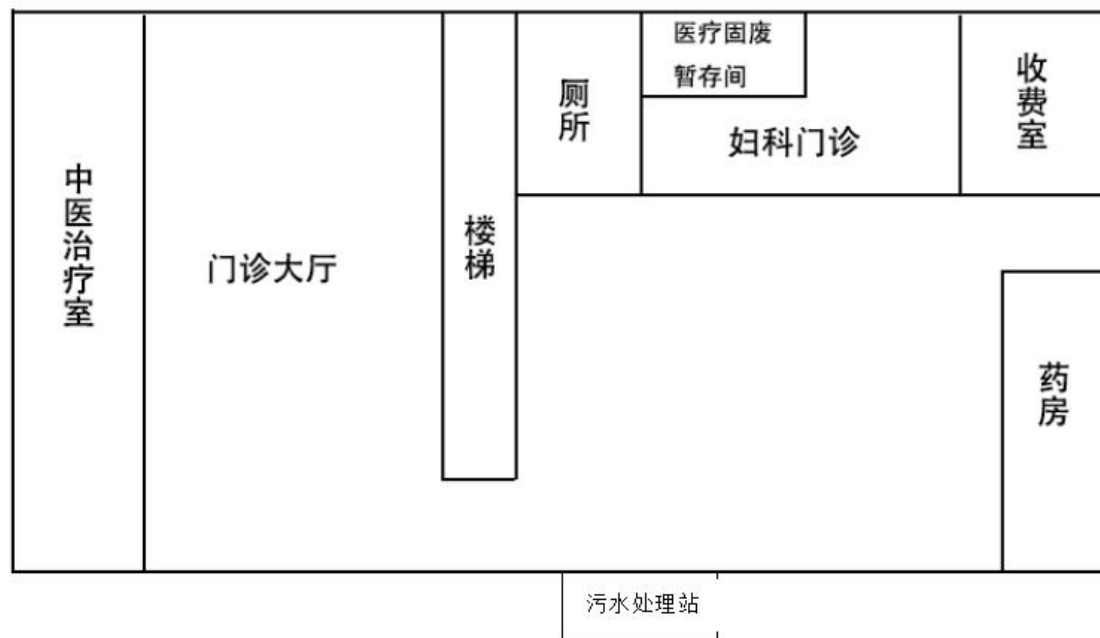 医疗固废
暂存间
收费室
厕所
妇科门诊
中医治疗室
门诊大厅
楼梯
药房
污水处理站